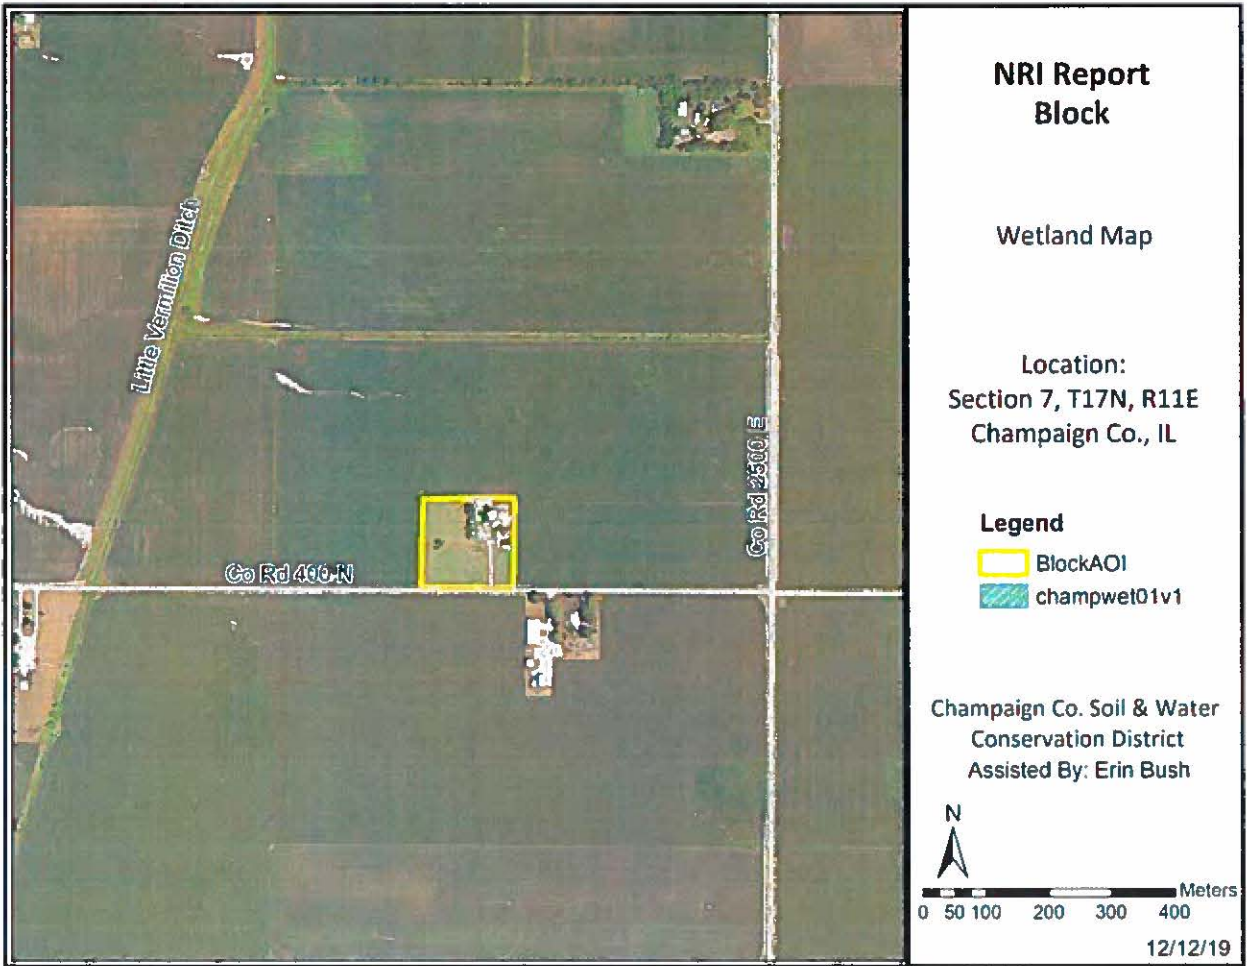 NRI Report
Block
Wetland Map
Location:
Section 7, T17N, R11E
Champaign Co., IL
Legend
BlockAOI
champwet01v1
Champaign Co. Soil & Water
Conservation District
Assisted By: Erin Bush
N
Meters
0 50 100 200 300 400
12/12/19
Little Vermilion Ditch
Co Rd 2500 E
Co Rd 400 N